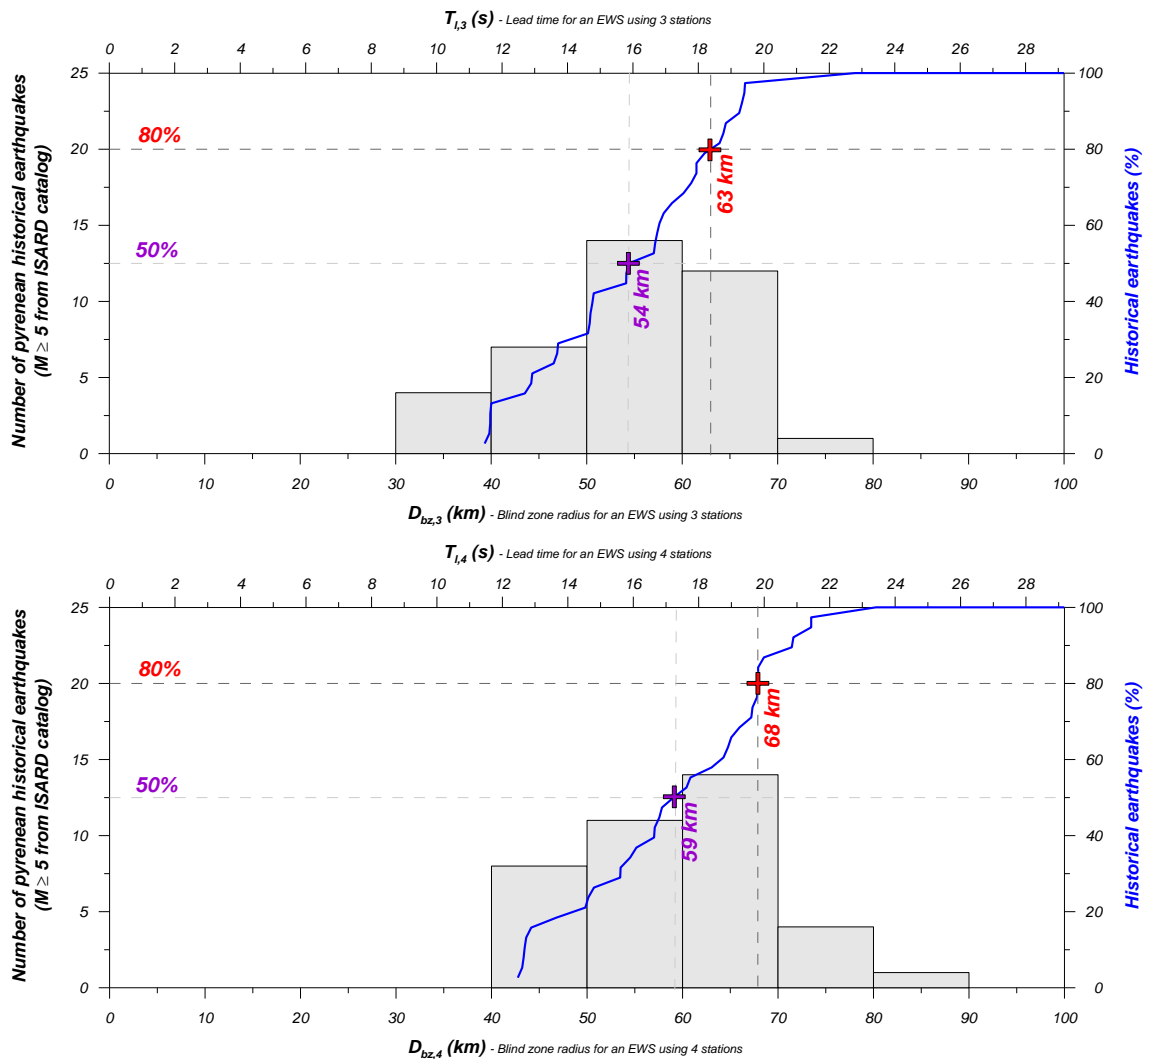 T_{l,3} (s) - Lead time for an EWS using 3 stations
0 2 4 6 8 10 12 14 16 18 20 22 24 26 28
Number of pyrenean historical earthquakes
(M ≥ 5 from ISARD catalog)
25
20
15
10
5
0
80%
50%
63 km
54 km
100
80
60
40
20
0
Historical earthquakes (%)
0 10 20 30 40 50 60 70 80 90 100
D_{bz,3} (km) - Blind zone radius for an EWS using 3 stations
T_{l,4} (s) - Lead time for an EWS using 4 stations
0 2 4 6 8 10 12 14 16 18 20 22 24 26 28
Number of pyrenean historical earthquakes
(M ≥ 5 from ISARD catalog)
25
20
15
10
5
0
80%
50%
68 km
59 km
100
80
60
40
20
0
Historical earthquakes (%)
0 10 20 30 40 50 60 70 80 90 100
D_{bz,4} (km) - Blind zone radius for an EWS using 4 stations